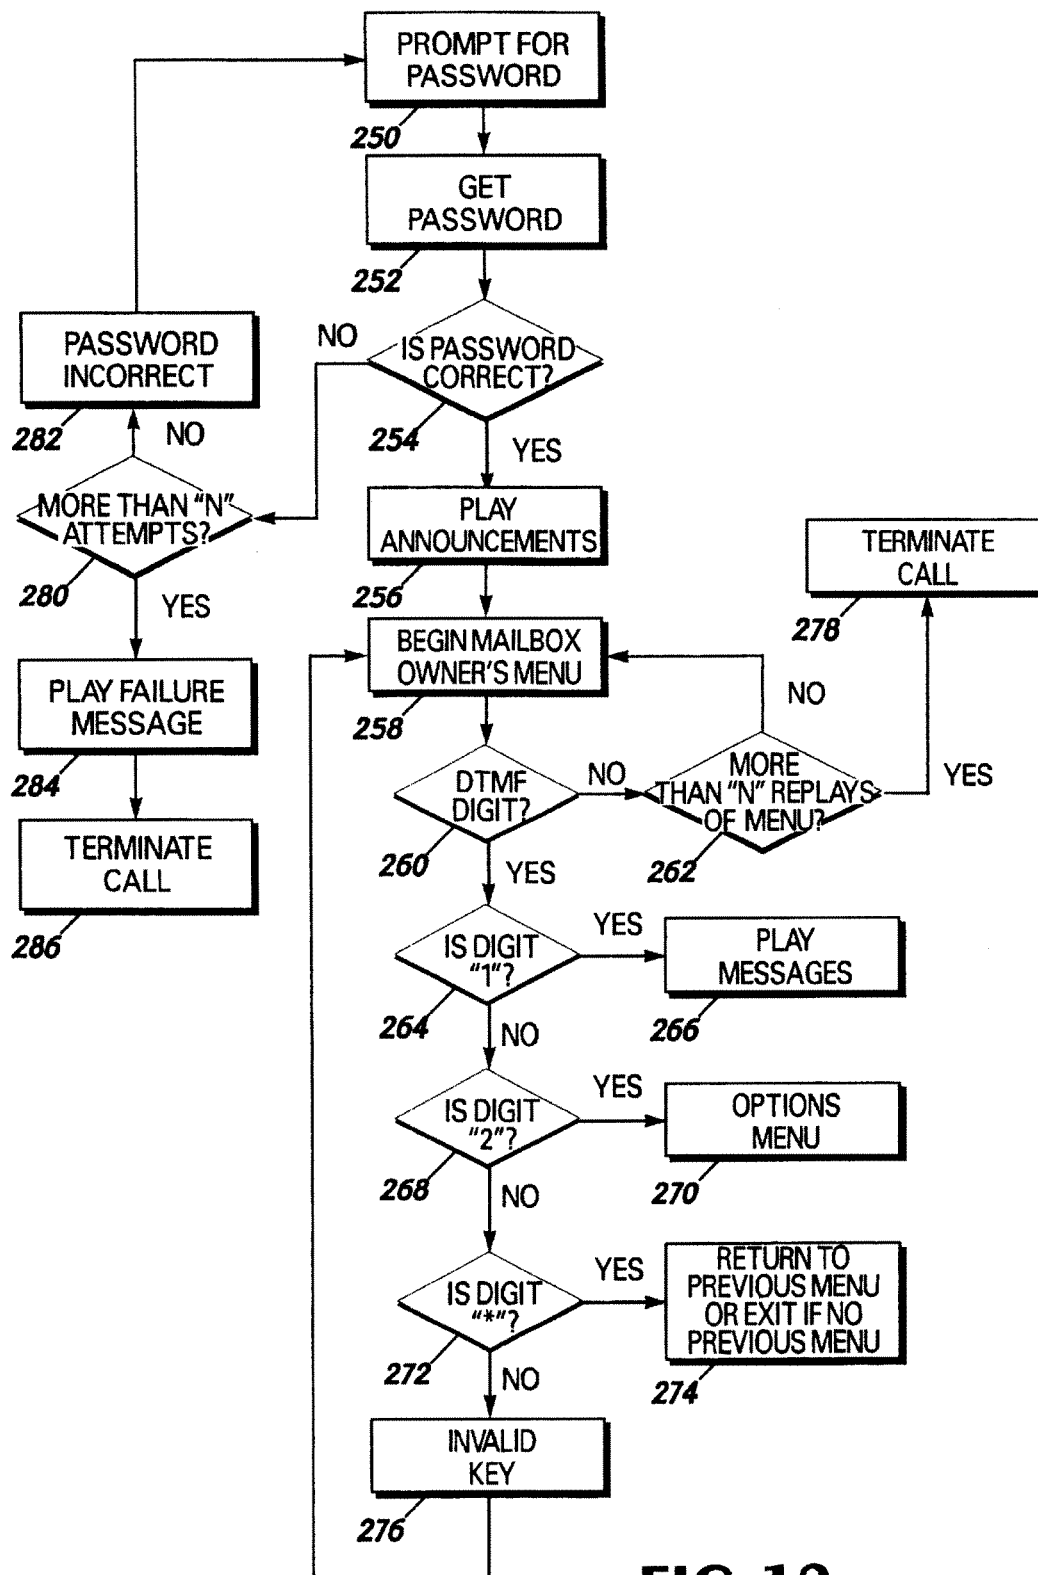 PROMPT FOR
PASSWORD
250
GET
PASSWORD
252
IS PASSWORD
CORRECT?
254
NO
YES
PASSWORD
INCORRECT
282
NO
MORE THAN “N”
ATTEMPTS?
280
YES
PLAY FAILURE
MESSAGE
284
TERMINATE
CALL
286
PLAY
ANNOUNCEMENTS
256
BEGIN MAILBOX
OWNER'S MENU
258
TERMINATE
CALL
278
NO
DTMF
DIGIT?
260
NO
MORE
THAN “N” REPLAYS
OF MENU?
262
YES
YES
IS DIGIT
“1”?
264
YES
PLAY
MESSAGES
266
NO
IS DIGIT
“2”?
268
YES
OPTIONS
MENU
270
NO
IS DIGIT
“*”?
272
YES
RETURN TO
PREVIOUS MENU
OR EXIT IF NO
PREVIOUS MENU
274
NO
INVALID
KEY
276